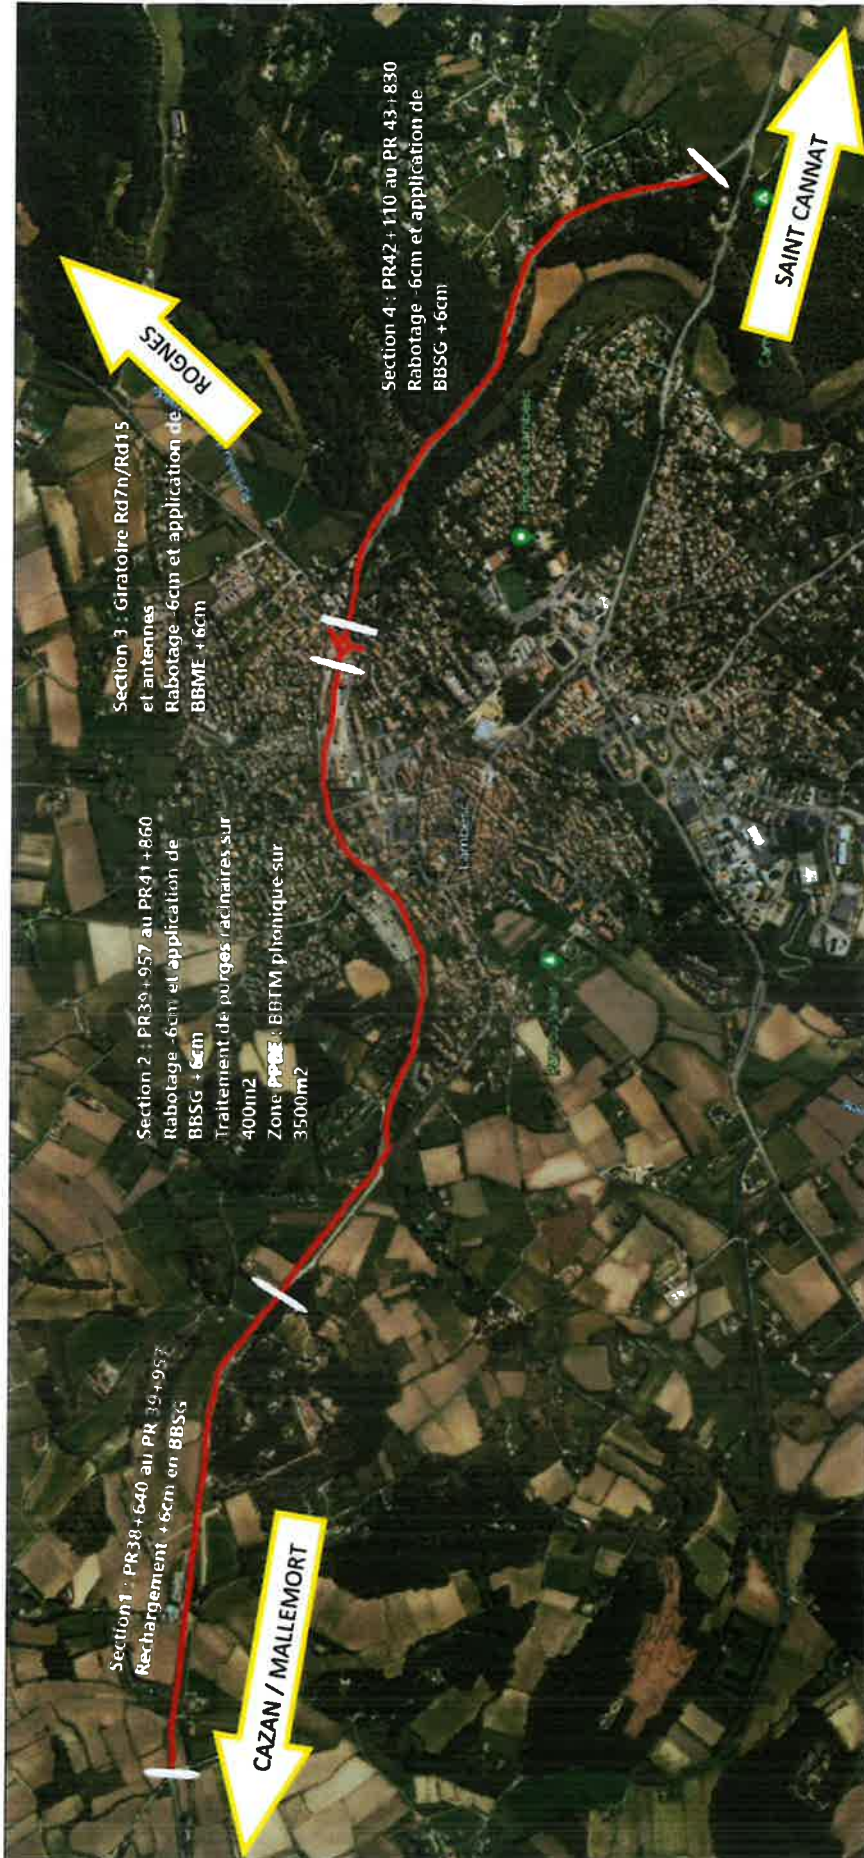 Section1 : PR38+640 au PR 39+957
Rechargement +6cm en BBSG
Section 2 : PR39+957 au PR41+860
Rabotage -6cm et application de
BBSG +6cm
Traitement de purges racinaires sur
400m2
Zone PPBE : BBTM phonique sur
3500m2
Section 3 Giratoire Rd7n/Rd15
et antennes
Rabotage -6cm et application de
BBME +6cm
Section 4 : PR42+110 au PR 43+830
Rabotage -6cm et application de
BBSG +6cm
CAZAN / MALLEMORT
ROGNES
SAINT CANNAT
Lambesc